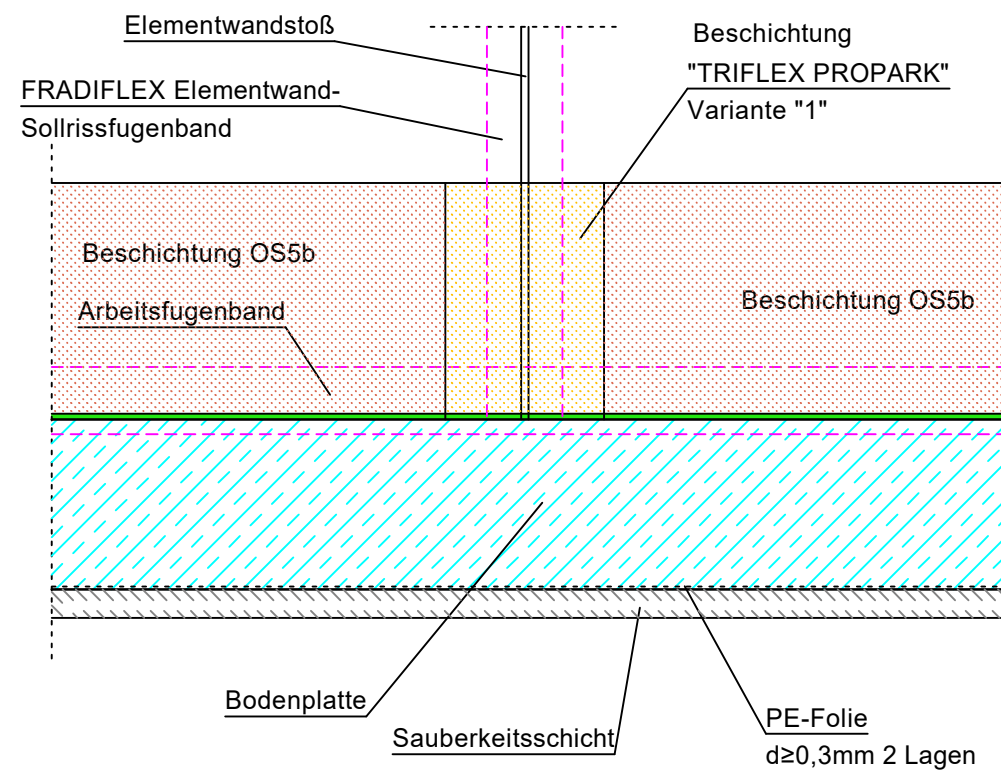 Elementwandstoß
Beschichtung
"TRIFLEX PROPARK"
Variante "1"
FRADIFLEX Elementwand-
Sollrissfugenband
Beschichtung OS5b
Beschichtung OS5b
Arbeitsfugenband
Bodenplatte
Sauberkeitsschicht
PE-Folie
d≥0,3mm 2 Lagen